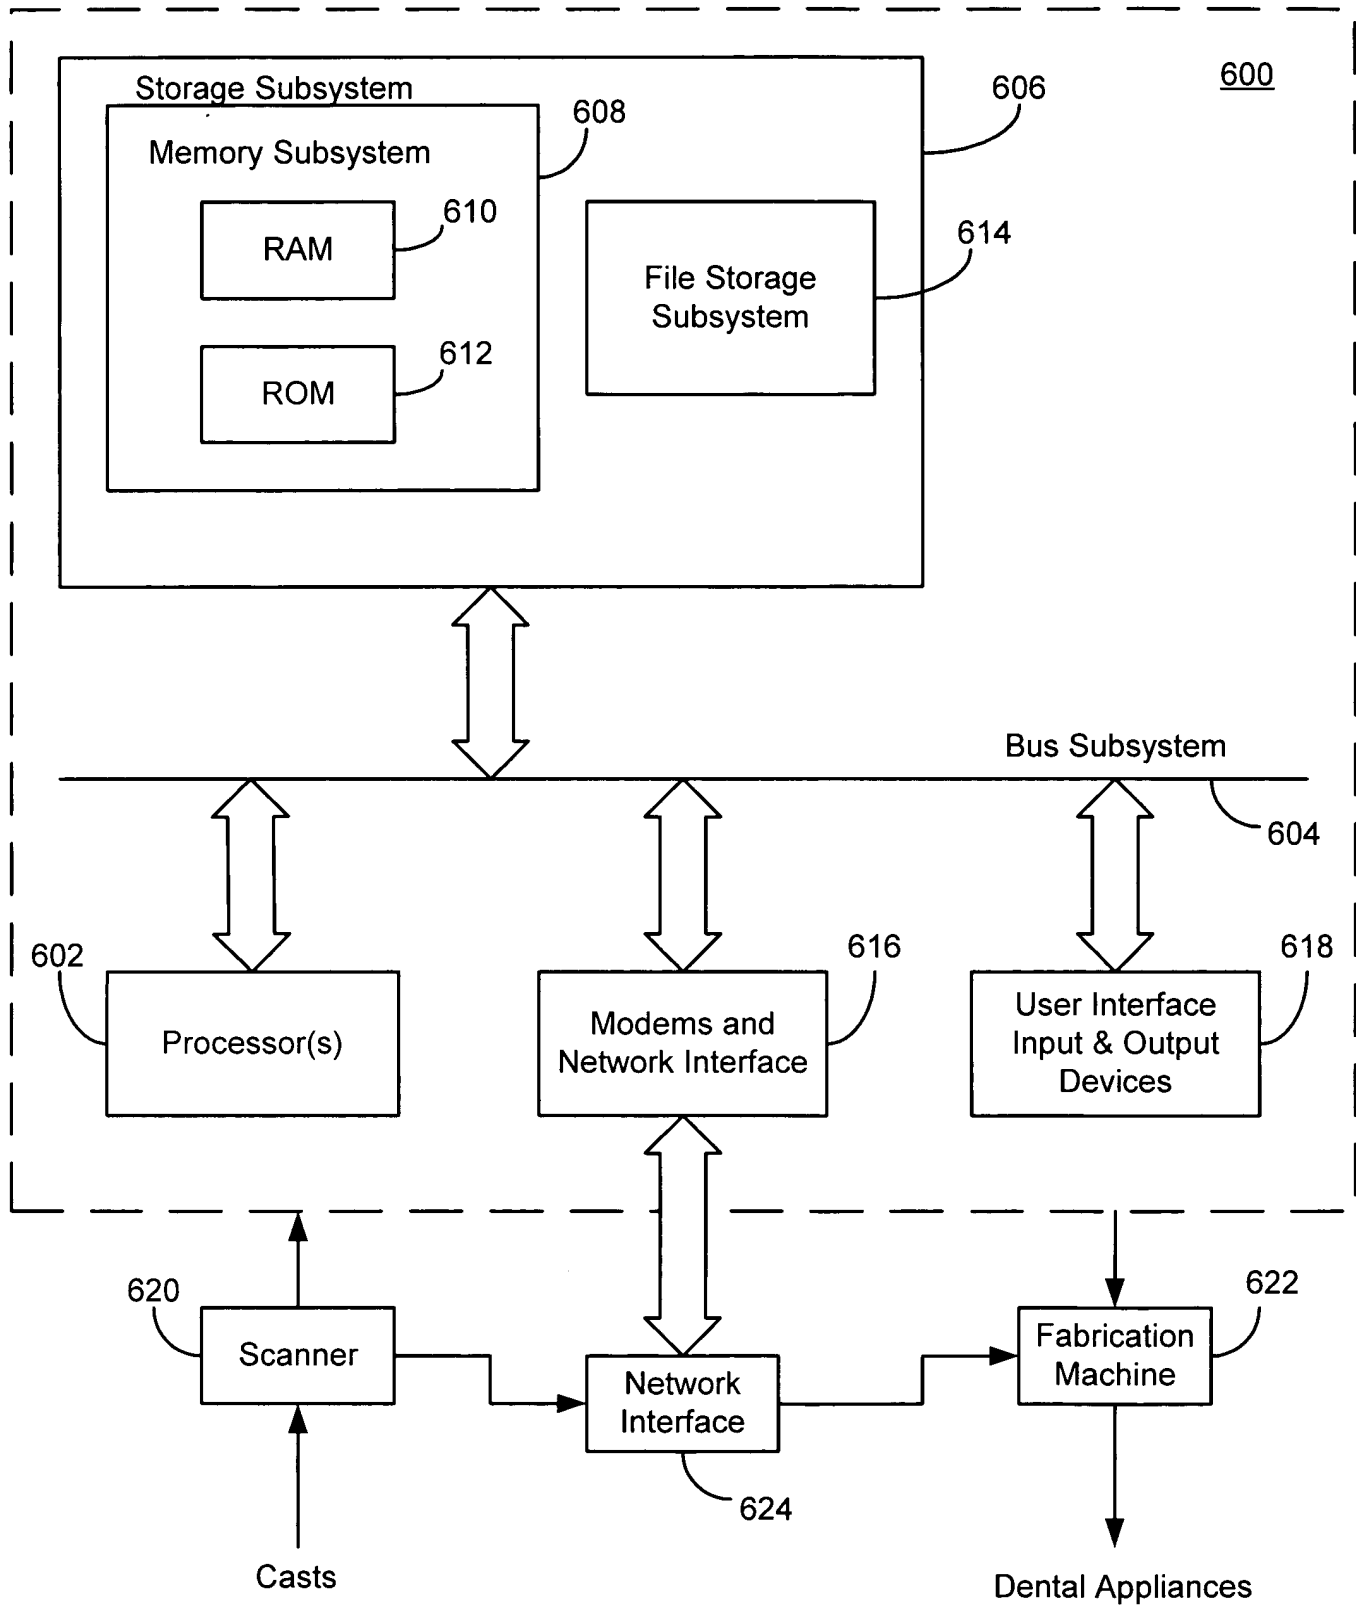 600
Storage Subsystem
606
608
Memory Subsystem
610
RAM
614
File Storage
Subsystem
612
ROM
Bus Subsystem
604
602
616
618
Processor(s)
Modems and
Network Interface
User Interface
Input & Output
Devices
620
622
Scanner
Fabrication
Machine
Network
Interface
624
Casts
Dental Appliances